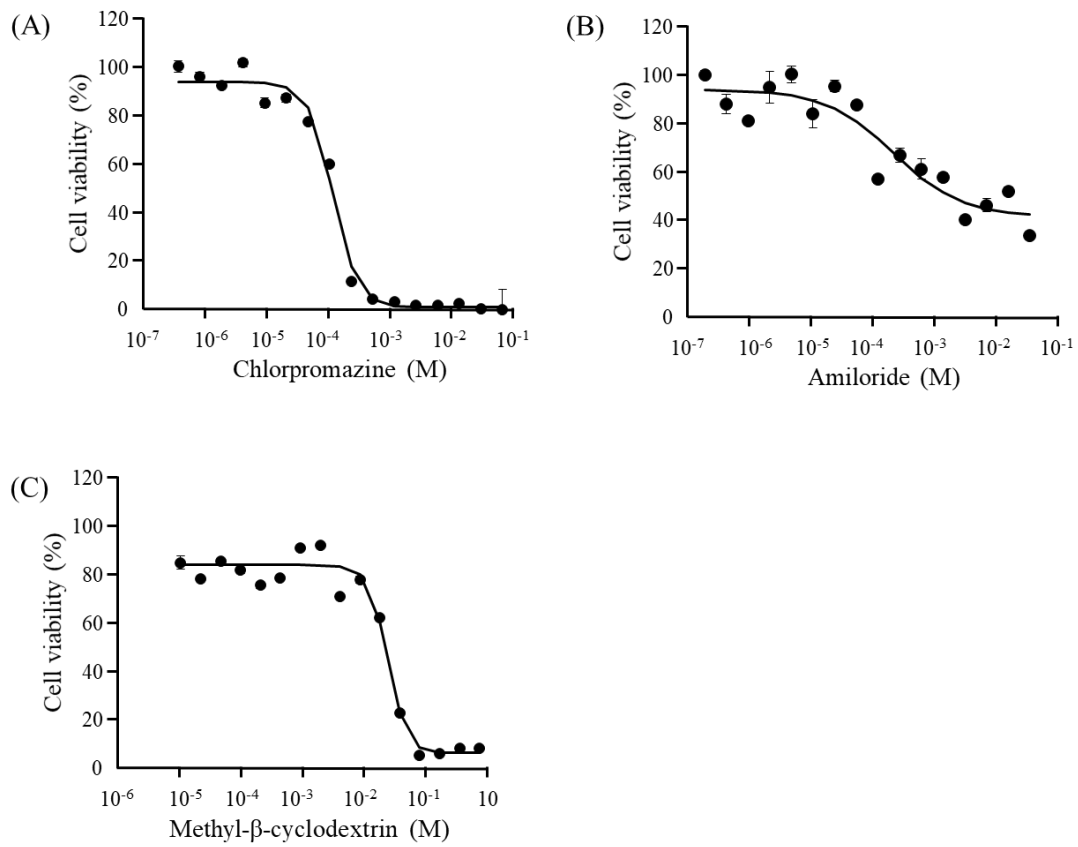 (A)
Cell viability (%)
120
100
80
60
40
20
0
10⁻⁷ 10⁻⁶ 10⁻⁵ 10⁻⁴ 10⁻³ 10⁻² 10⁻¹
Chlorpromazine (M)
(B)
Cell viability (%)
120
100
80
60
40
20
0
10⁻⁷ 10⁻⁶ 10⁻⁵ 10⁻⁴ 10⁻³ 10⁻² 10⁻¹
Amiloride (M)
(C)
Cell viability (%)
120
100
80
60
40
20
0
10⁻⁶ 10⁻⁵ 10⁻⁴ 10⁻³ 10⁻² 10⁻¹ 10
Methyl-β-cyclodextrin (M)